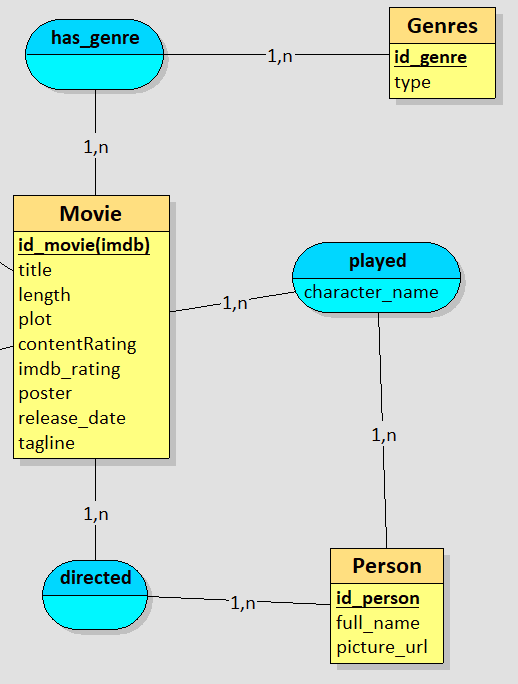 has_genre
1,n
Genres
id_genre
type
1,n
Movie
id_movie(imdb)
title
length
plot
contentRating
imdb_rating
poster
release_date
tagline
played
character_name
1,n
1,n
1,n
directed
1,n
Person
id_person
full_name
picture_url